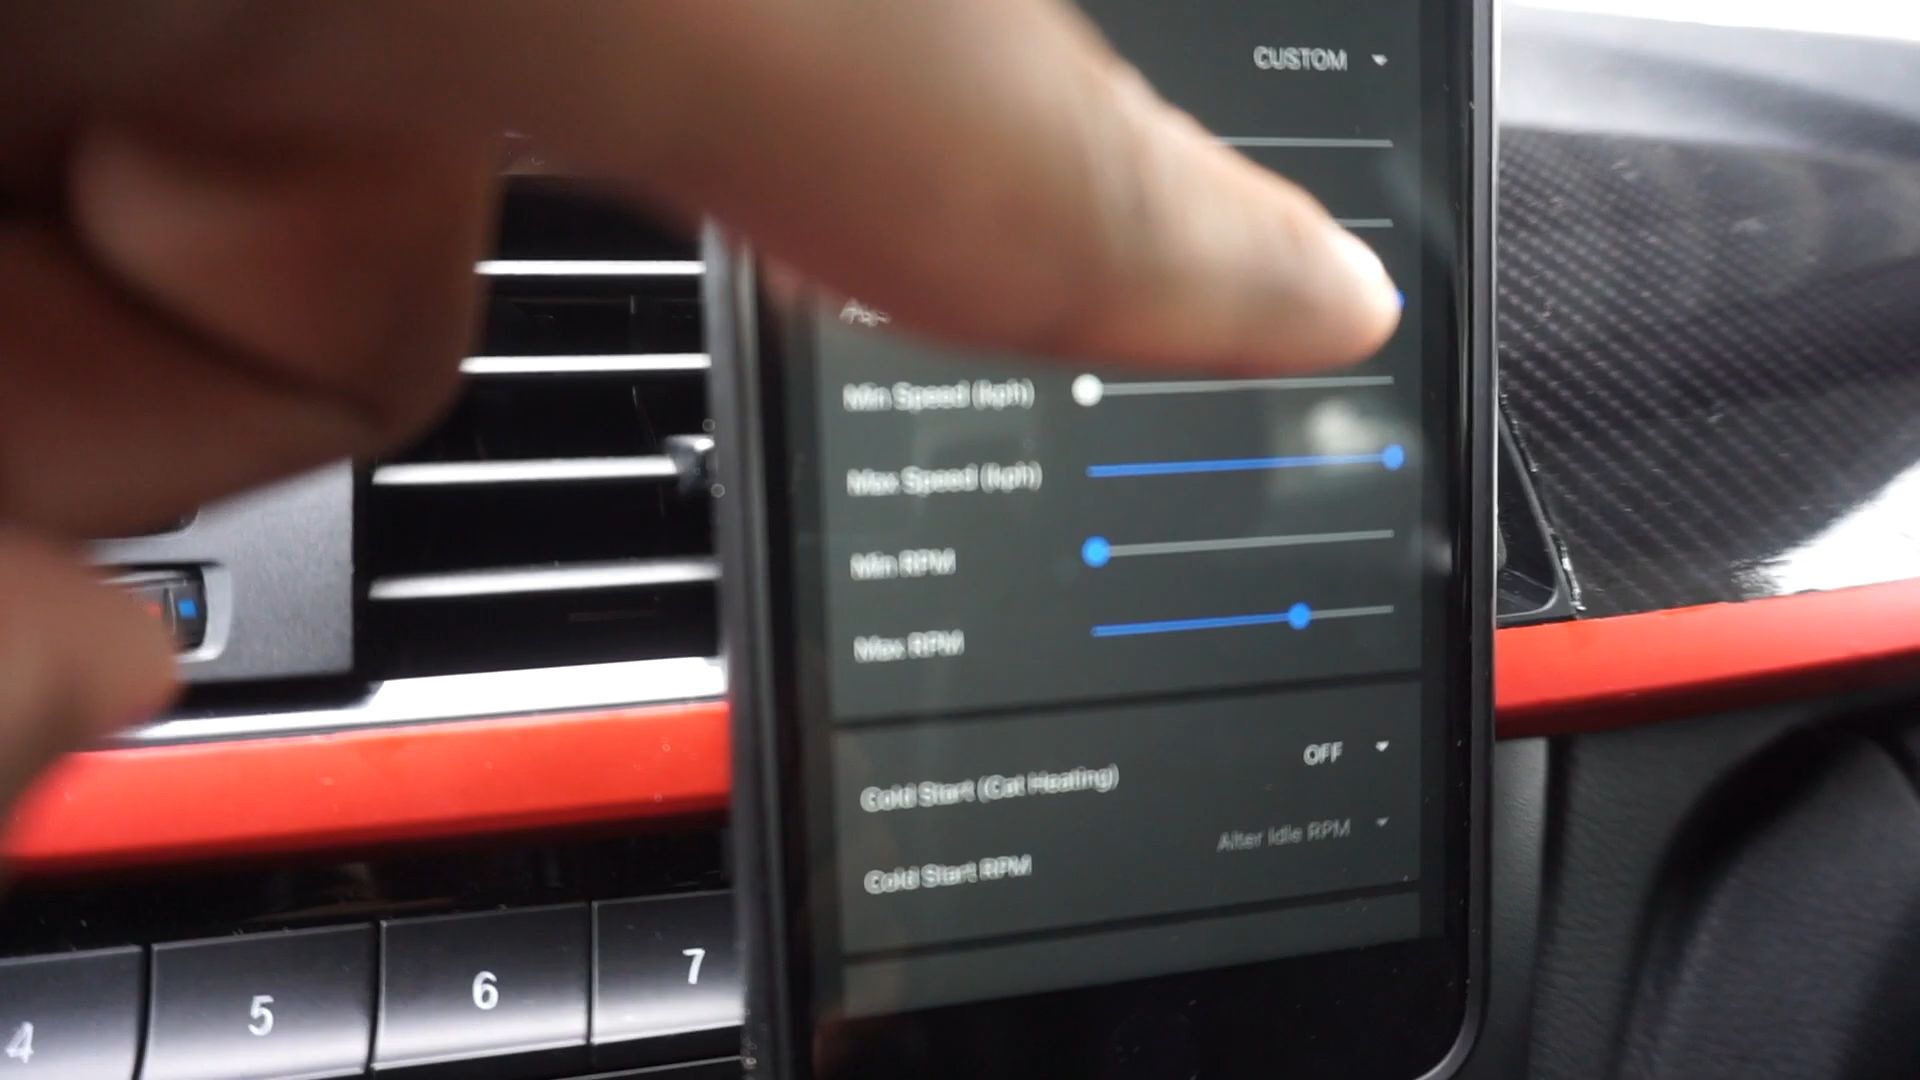 CUSTOM
Min Speed (kph)
Max Speed (kph)
Min RPM
Max RPM
Cold Start (Cat Heating)
OFF
Cold Start RPM
Alter Idle RPM
4
5
6
7